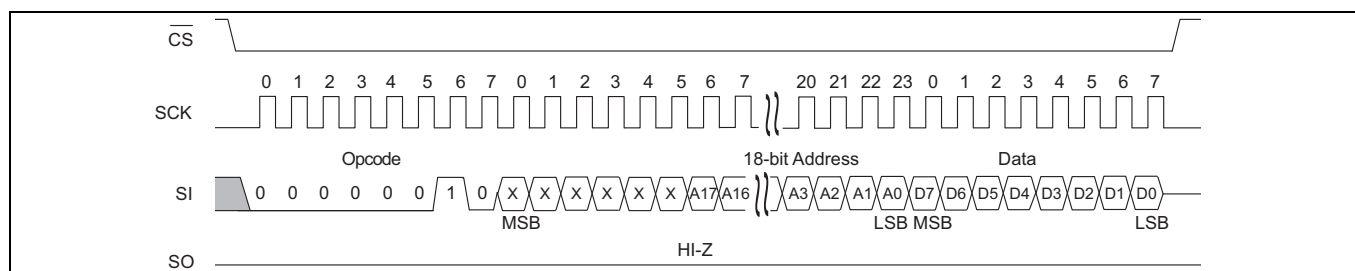 CS
0 1 2 3 4 5 6 7 0 1 2 3 4 5 6 7 20 21 22 23 0 1 2 3 4 5 6 7
SCK
Opcode 18-bit Address Data
SI 0 0 0 0 0 0 1 0 X X X X X X A17 A16 A3 A2 A1 A0 D7 D6 D5 D4 D3 D2 D1 D0
MSB LSB MSB LSB
HI-Z
SO